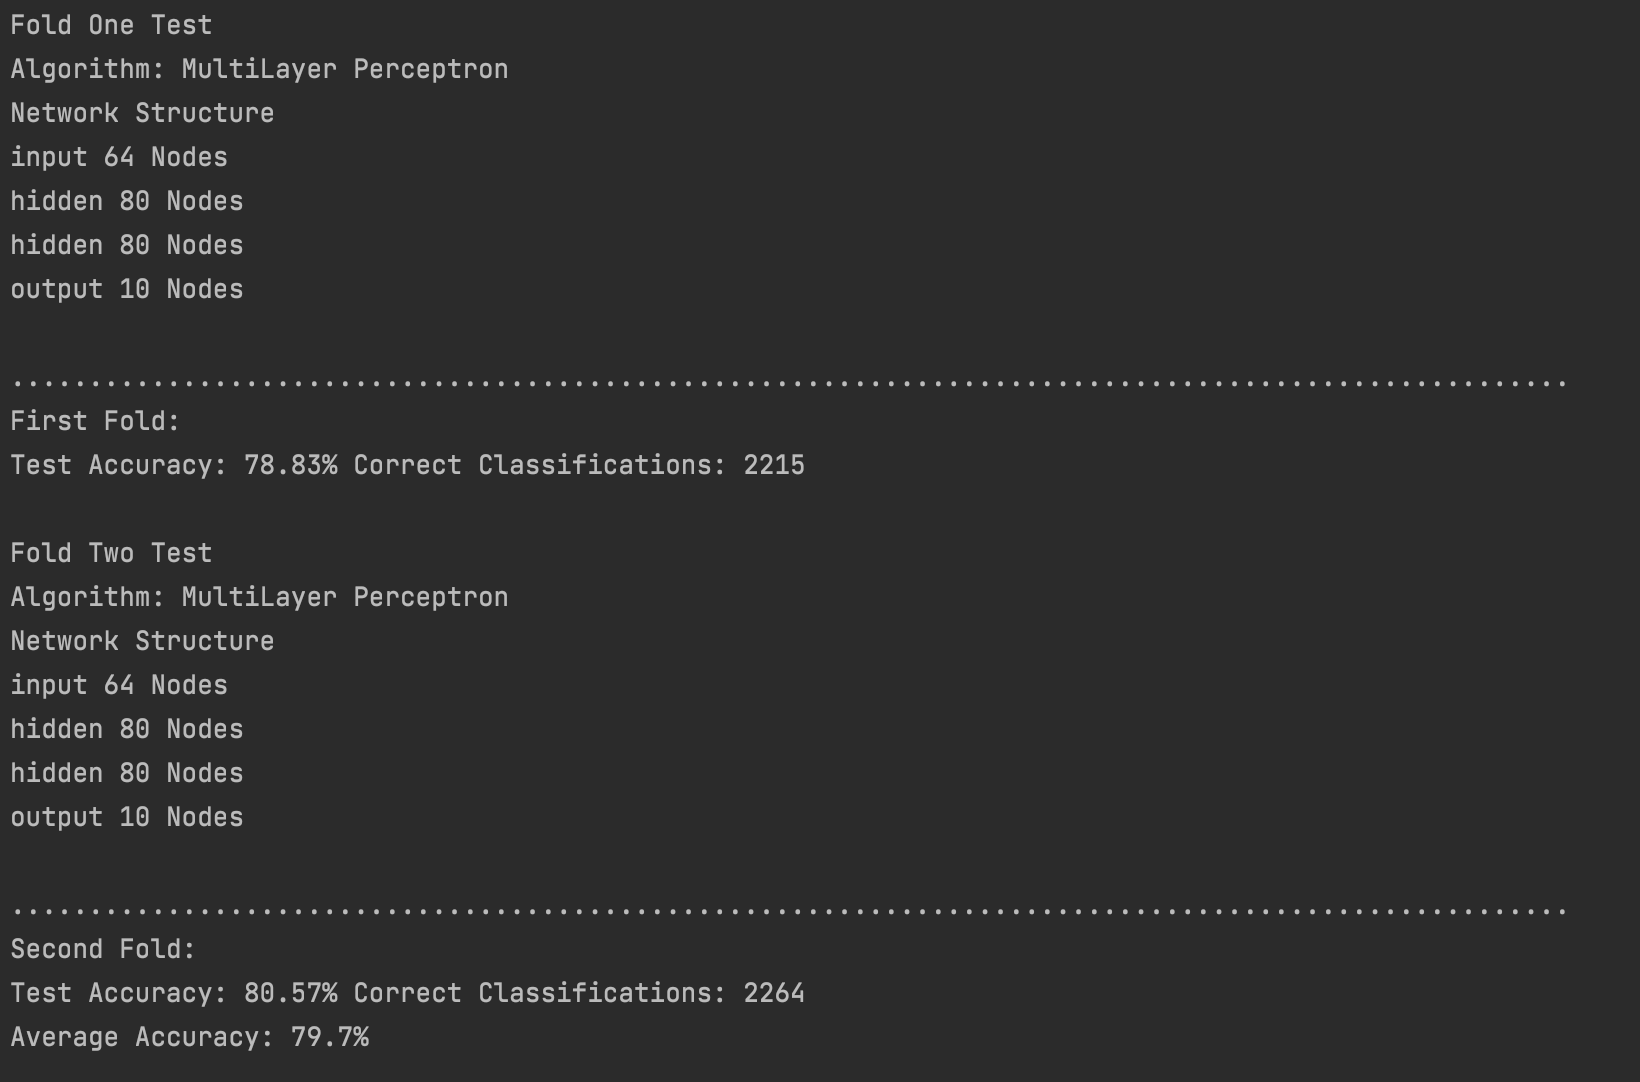 Fold One Test
Algorithm: MultiLayer Perceptron
Network Structure
input 64 Nodes
hidden 80 Nodes
hidden 80 Nodes
output 10 Nodes
....................................................................................................
First Fold:
Test Accuracy: 78.83% Correct Classifications: 2215
Fold Two Test
Algorithm: MultiLayer Perceptron
Network Structure
input 64 Nodes
hidden 80 Nodes
hidden 80 Nodes
output 10 Nodes
....................................................................................................
Second Fold:
Test Accuracy: 80.57% Correct Classifications: 2264
Average Accuracy: 79.7%